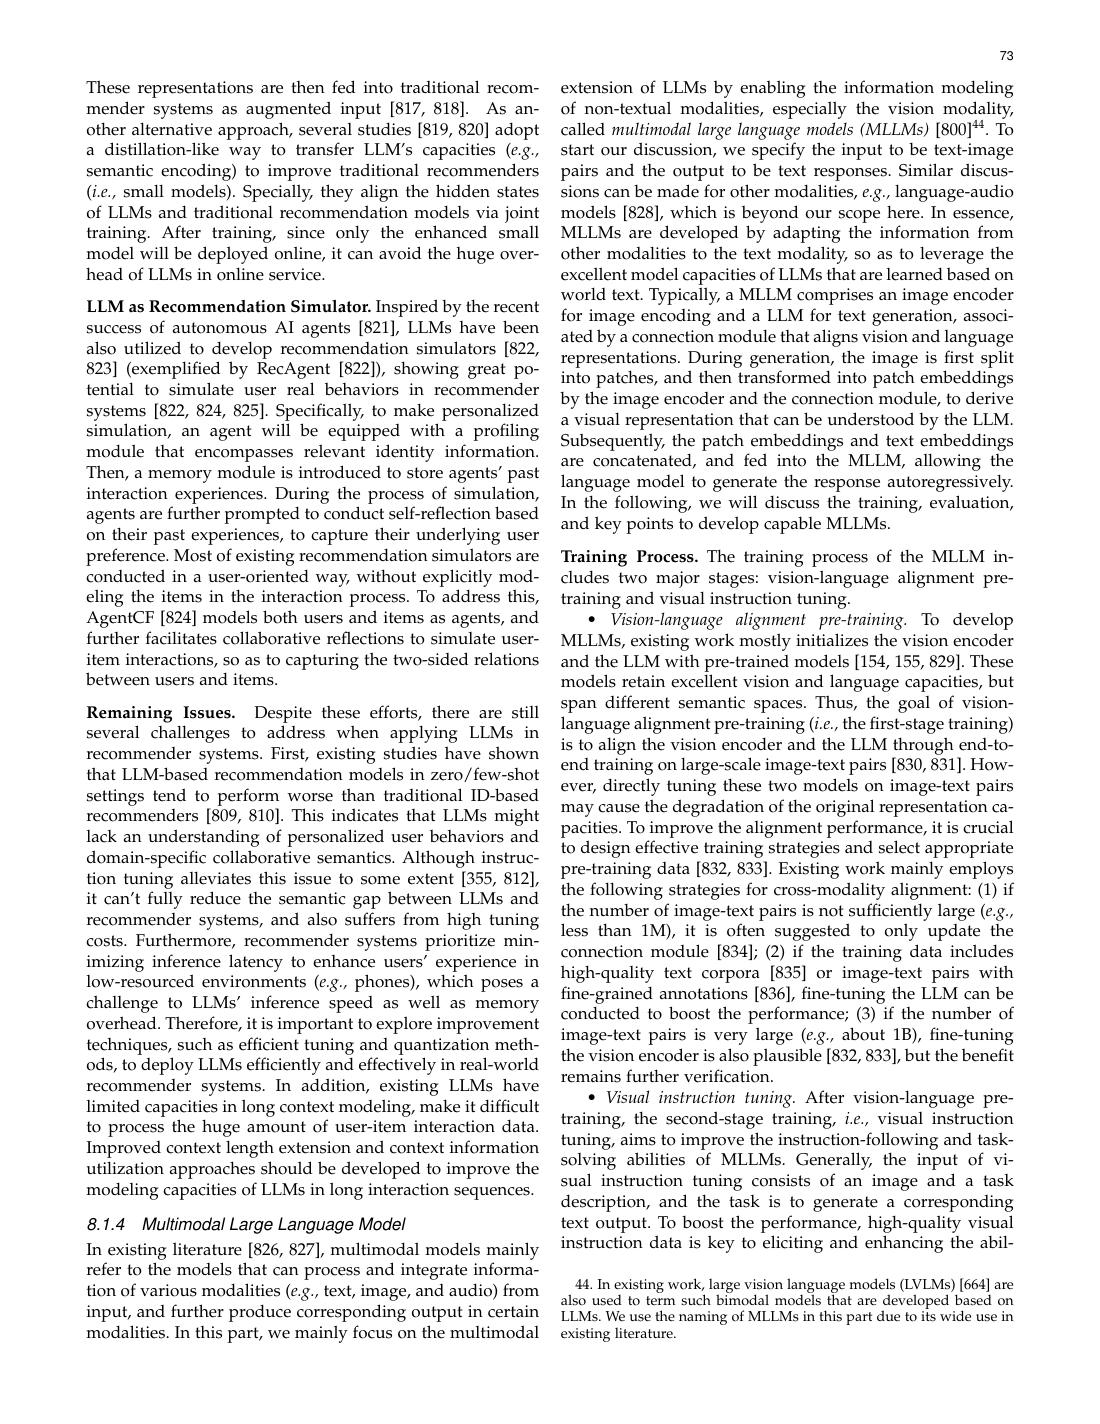 73
These representations are then fed into traditional recom-
mender systems as augmented input [817, 818]. As an-
other alternative approach, several studies [819, 820] adopt
a distillation-like way to transfer LLM's capacities (e.g.,
semantic encoding) to improve traditional recommenders
(i.e., small models). Specially, they align the hidden states
of LLMs and traditional recommendation models via joint
training. After training, since only the enhanced small
model will be deployed online, it can avoid the huge over-
head of LLMs in online service.
LLM as Recommendation Simulator. Inspired by the recent
success of autonomous AI agents [821], LLMs have been
also utilized to develop recommendation simulators [822,
823] (exemplified by RecAgent [822]), showing great po-
tential to simulate user real behaviors in recommender
systems [822, 824, 825]. Specifically, to make personalized
simulation, an agent will be equipped with a profiling
module that encompasses relevant identity information.
Then, a memory module is introduced to store agents' past
interaction experiences. During the process of simulation,
agents are further prompted to conduct self-reflection based
on their past experiences, to capture their underlying user
preference. Most of existing recommendation simulators are
conducted in a user-oriented way, without explicitly mod-
eling the items in the interaction process. To address this,
AgentCF [824] models both users and items as agents, and
further facilitates collaborative reflections to simulate user-
item interactions, so as to capturing the two-sided relations
between users and items.
Remaining Issues. Despite these efforts, there are still
several challenges to address when applying LLMs in
recommender systems. First, existing studies have shown
that LLM-based recommendation models in zero/few-shot
settings tend to perform worse than traditional ID-based
recommenders [809, 810]. This indicates that LLMs might
lack an understanding of personalized user behaviors and
domain-specific collaborative semantics. Although instruc-
tion tuning alleviates this issue to some extent [355, 812],
it can't fully reduce the semantic gap between LLMs and
recommender systems, and also suffers from high tuning
costs. Furthermore, recommender systems prioritize min-
imizing inference latency to enhance users' experience in
low-resourced environments (e.g., phones), which poses a
challenge to LLMs' inference speed as well as memory
overhead. Therefore, it is important to explore improvement
techniques, such as efficient tuning and quantization meth-
ods, to deploy LLMs efficiently and effectively in real-world
recommender systems. In addition, existing LLMs have
limited capacities in long context modeling, make it difficult
to process the huge amount of user-item interaction data.
Improved context length extension and context information
utilization approaches should be developed to improve the
modeling capacities of LLMs in long interaction sequences.
8.1.4 Multimodal Large Language Model
In existing literature [826, 827], multimodal models mainly
refer to the models that can process and integrate informa-
tion of various modalities (e.g., text, image, and audio) from
input, and further produce corresponding output in certain
modalities. In this part, we mainly focus on the multimodal
extension of LLMs by enabling the information modeling
of non-textual modalities, especially the vision modality,
called multimodal large language models (MLLMs) [800]44. To
start our discussion, we specify the input to be text-image
pairs and the output to be text responses. Similar discus-
sions can be made for other modalities, e.g., language-audio
models [828], which is beyond our scope here. In essence,
MLLMs are developed by adapting the information from
other modalities to the text modality, so as to leverage the
excellent model capacities of LLMs that are learned based on
world text. Typically, a MLLM comprises an image encoder
for image encoding and a LLM for text generation, associ-
ated by a connection module that aligns vision and language
representations. During generation, the image is first split
into patches, and then transformed into patch embeddings
by the image encoder and the connection module, to derive
a visual representation that can be understood by the LLM.
Subsequently, the patch embeddings and text embeddings
are concatenated, and fed into the MLLM, allowing the
language model to generate the response autoregressively.
In the following, we will discuss the training, evaluation,
and key points to develop capable MLLMs.
Training Process. The training process of the MLLM in-
cludes two major stages: vision-language alignment pre-
training and visual instruction tuning.
• Vision-language alignment pre-training. To develop
MLLMs, existing work mostly initializes the vision encoder
and the LLM with pre-trained models [154, 155, 829]. These
models retain excellent vision and language capacities, but
span different semantic spaces. Thus, the goal of vision-
language alignment pre-training (i.e., the first-stage training)
is to align the vision encoder and the LLM through end-to-
end training on large-scale image-text pairs [830, 831]. How-
ever, directly tuning these two models on image-text pairs
may cause the degradation of the original representation ca-
pacities. To improve the alignment performance, it is crucial
to design effective training strategies and select appropriate
pre-training data [832, 833]. Existing work mainly employs
the following strategies for cross-modality alignment: (1) if
the number of image-text pairs is not sufficiently large (e.g.,
less than 1M), it is often suggested to only update the
connection module [834]; (2) if the training data includes
high-quality text corpora [835] or image-text pairs with
fine-grained annotations [836], fine-tuning the LLM can be
conducted to boost the performance; (3) if the number of
image-text pairs is very large (e.g., about 1B), fine-tuning
the vision encoder is also plausible [832, 833], but the benefit
remains further verification.
• Visual instruction tuning. After vision-language pre-
training, the second-stage training, i.e., visual instruction
tuning, aims to improve the instruction-following and task-
solving abilities of MLLMs. Generally, the input of vi-
sual instruction tuning consists of an image and a task
description, and the task is to generate a corresponding
text output. To boost the performance, high-quality visual
instruction data is key to eliciting and enhancing the abil-
44. In existing work, large vision language models (LVLMs) [664] are
also used to term such bimodal models that are developed based on
LLMs. We use the naming of MLLMs in this part due to its wide use in
existing literature.